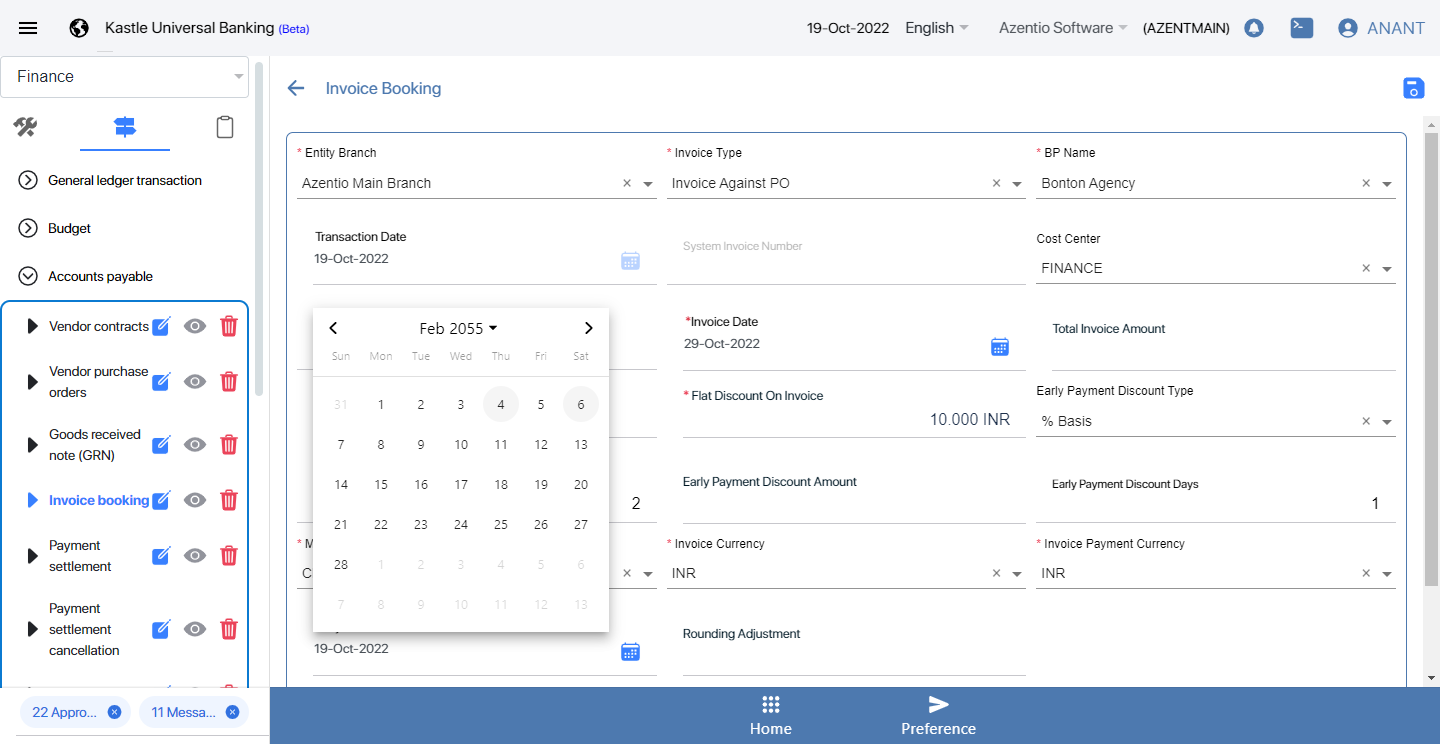 Kastle Universal Banking (Beta)
19-Oct-2022
English
Azentio Software
(AZENTMAIN)
ANANT
Finance
General ledger transaction
Budget
Accounts payable
Vendor contracts
Vendor purchase
orders
Goods received
note (GRN)
Invoice booking
Payment
settlement
Payment
settlement
cancellation
22 Appro...
11 Messa...
Invoice Booking
* Entity Branch
Azentio Main Branch
* Invoice Type
Invoice Against PO
* BP Name
Bonton Agency
Transaction Date
19-Oct-2022
System Invoice Number
Cost Center
FINANCE
*Invoice Date
29-Oct-2022
Total Invoice Amount
* Flat Discount On Invoice
10.000 INR
Early Payment Discount Type
% Basis
2
Early Payment Discount Amount
Early Payment Discount Days
1
* M
C
* Invoice Currency
INR
* Invoice Payment Currency
INR
19-Oct-2022
Rounding Adjustment
Feb 2055
Sun Mon Tue Wed Thu Fri Sat
31 1 2 3 4 5 6
7 8 9 10 11 12 13
14 15 16 17 18 19 20
21 22 23 24 25 26 27
28 1 2 3 4 5 6
7 8 9 10 11 12 13
Home
Preference